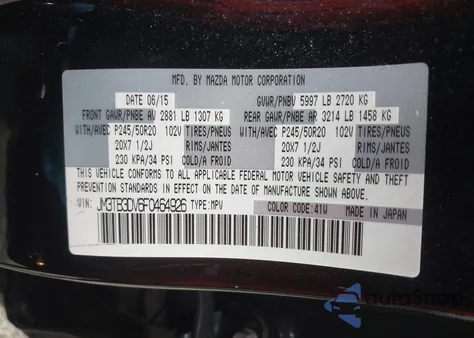 MFD. BY MAZDA MOTOR CORPORATION
DATE 06/15 GVWR/PNBV 5997 LB 2720 KG
FRONT GAWR/PNBE AV 2881 LB 1307 KG REAR GAWR/PNBE AR 3214 LB 1458 KG
WITH/AVEC P245/50R20 102V TIRES/PNEUS WITH/AVEC P245/50R20 102V TIRES/PNEUS
20X7 1/2J RIMS/JANTES 20X7 1/2J RIMS/JANTES
230 KPA/34 PSI COLD/A FROID 230 KPA/34 PSI COLD/A FROID
THIS VEHICLE CONFORMS TO ALL APPLICABLE FEDERAL MOTOR VEHICLE SAFETY AND THEFT
PREVENTION STANDARDS IN EFFECT ON THE DATE OF MANUFACTURE SHOWN ABOVE.
VIN: JM3TB3DV6F0464926 TYPE:MPV COLOR CODE:41W MADE IN JAPAN
autoSnap